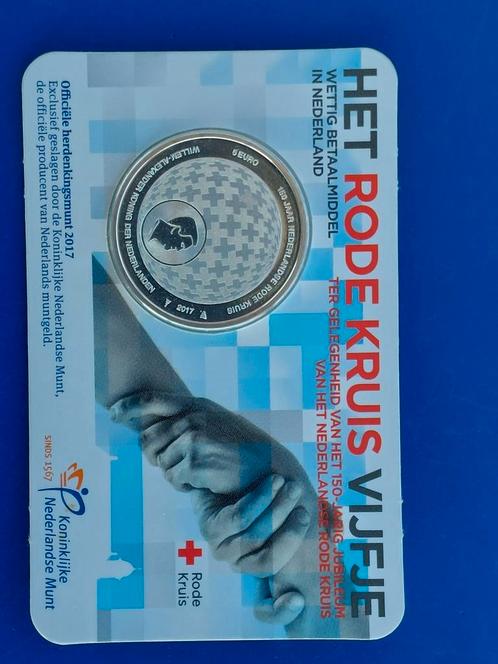 HET RODE KRUIS VIJFJE
WETTIG BETAALMIDDEL
IN NEDERLAND
TER GELEGENHEID VAN HET 150-JARIG JUBILEUM
VAN HET NEDERLANDSE RODE KRUIS
WILLEM-ALEXANDER KONING DER NEDERLANDEN
5 EURO
150 JAAR NEDERLANDSE RODE KRUIS
2017
Rode
Kruis
Officiële herdenkingsmunt 2017
Exclusief geslagen door de Koninklijke Nederlandse Munt,
de officiële producent van Nederlands muntgeld.
SINDS 1567
Koninklijke
Nederlandse Munt